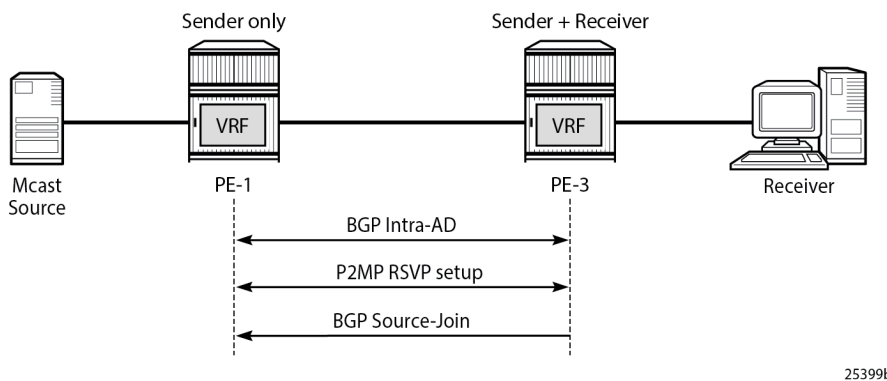 Sender only
Sender + Receiver
VRF
VRF
Mcast
Source
PE-1
PE-3
Receiver
BGP Intra-AD
P2MP RSVP setup
BGP Source-Join
25399b